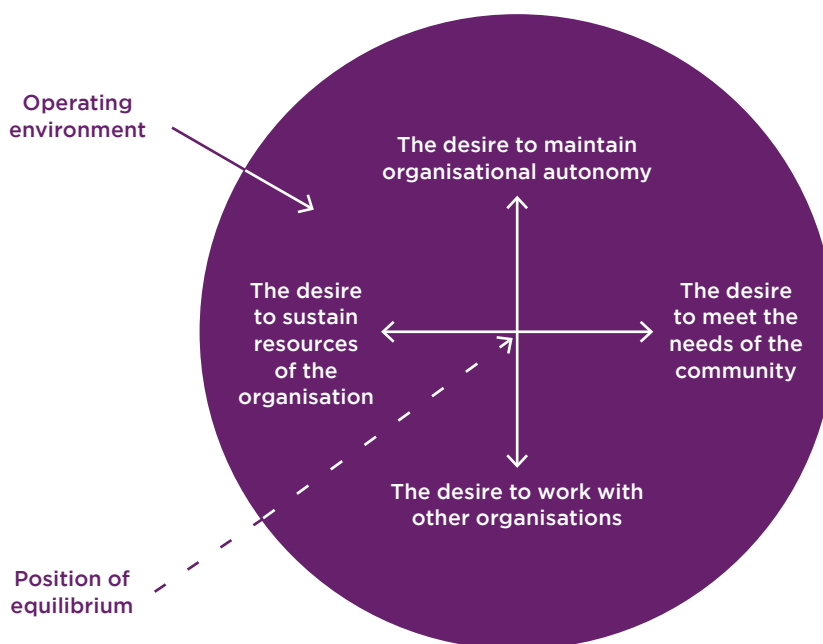 Operating
environment
The desire to maintain
organisational autonomy
The desire
to sustain
resources
of the
organisation
The desire
to meet the
needs of the
community
The desire to work with
other organisations
Position of
equilibrium